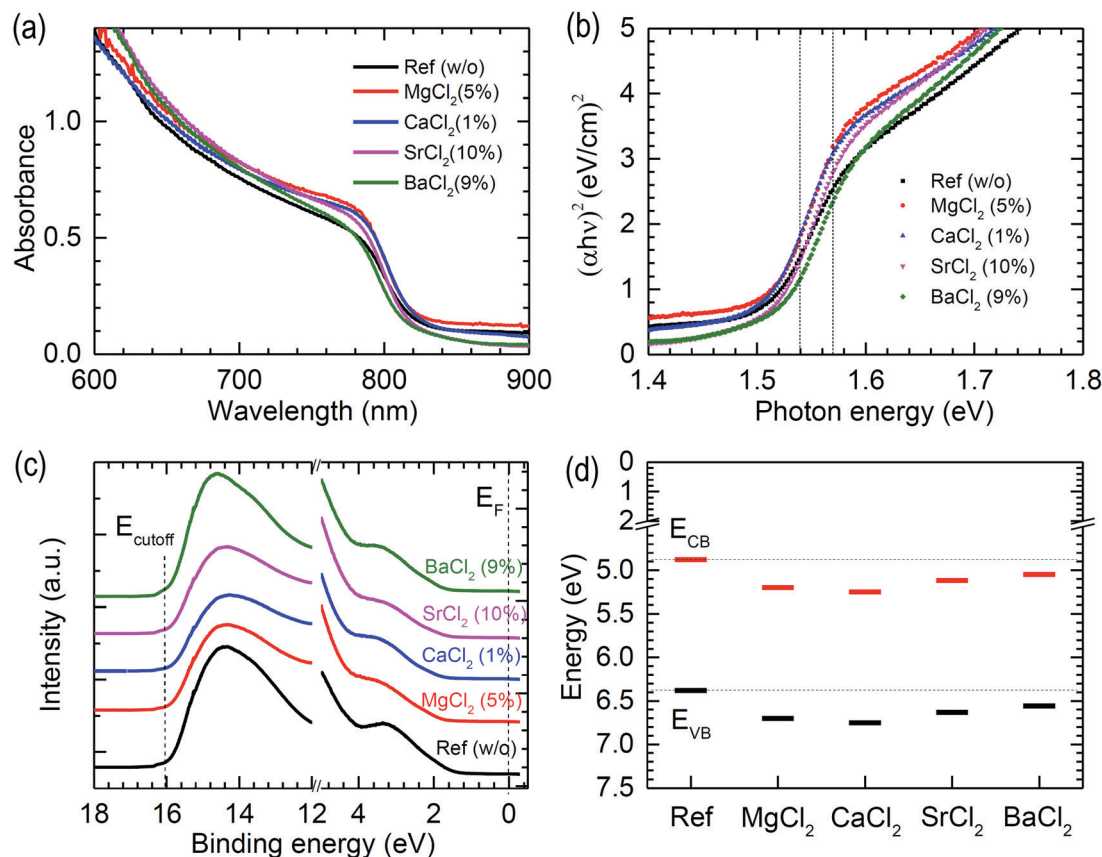 (a)
Absorbance
1.0
0.5
0.0
600 700 800 900
Wavelength (nm)
Ref (w/o)
MgCl₂(5%)
CaCl₂(1%)
SrCl₂(10%)
BaCl₂(9%)
(b)
(αhν)² (eV/cm)²
5
4
3
2
1
0
1.4 1.5 1.6 1.7 1.8
Photon energy (eV)
Ref (w/o)
MgCl₂ (5%)
CaCl₂ (1%)
SrCl₂ (10%)
BaCl₂ (9%)
(c)
Intensity (a.u.)
E_cutoff
E_F
BaCl₂ (9%)
SrCl₂ (10%)
CaCl₂ (1%)
MgCl₂ (5%)
Ref (w/o)
18 16 14 12 4 2 0
Binding energy (eV)
(d)
Energy (eV)
0
1
2
5.0
5.5
6.0
6.5
7.0
7.5
E_CB
E_VB
Ref MgCl₂ CaCl₂ SrCl₂ BaCl₂